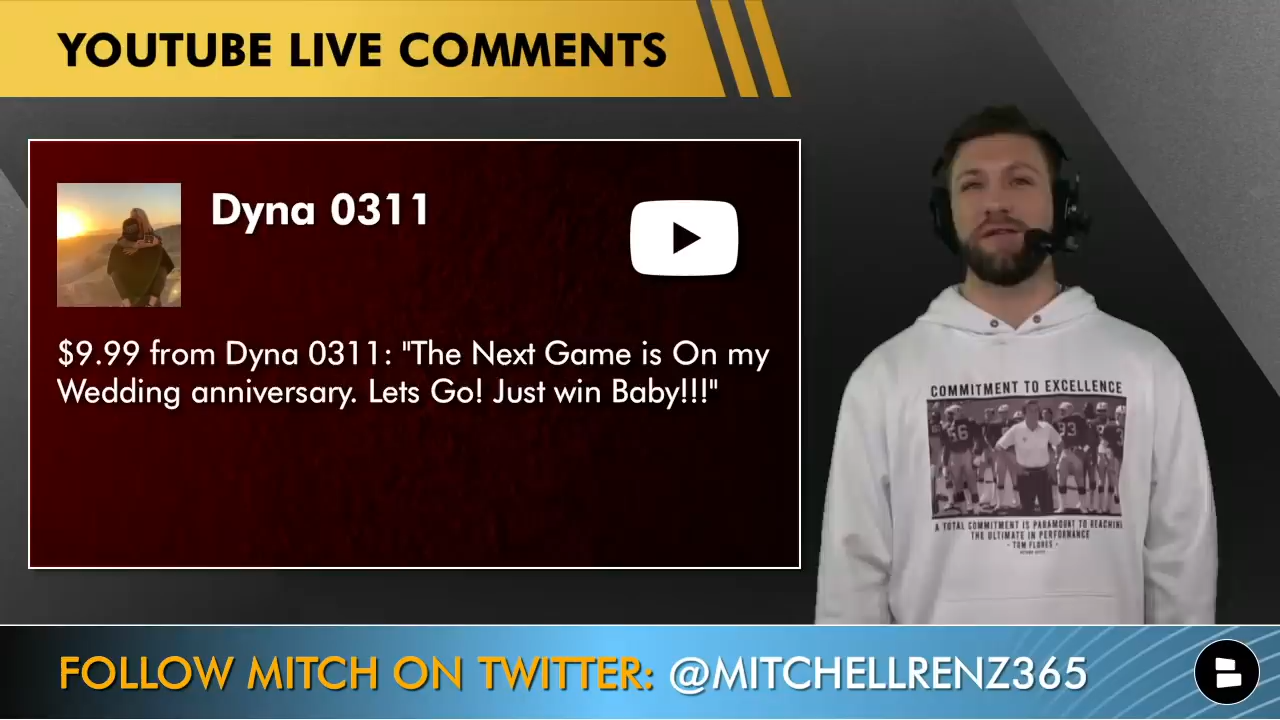 YOUTUBE LIVE COMMENTS
Dyna 0311
$9.99 from Dyna 0311: "The Next Game is On my
Wedding anniversary. Lets Go! Just win Baby!!!"
COMMITMENT TO EXCELLENCE
56
93
A TOTAL COMMITMENT IS PARAMOUNT TO REACHING
THE ULTIMATE IN PERFORMANCE
- TOM FLORES -
FOLLOW MITCH ON TWITTER: @MITCHELLRENZ365